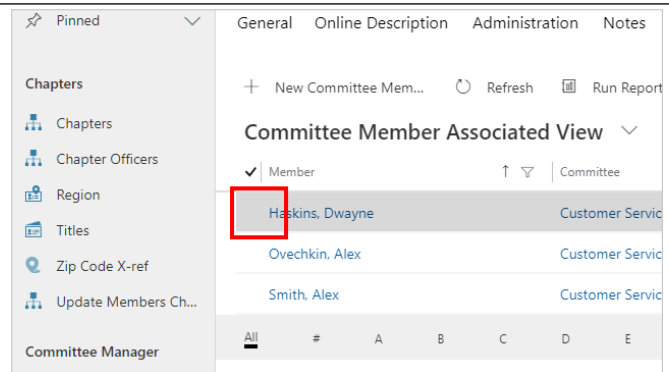 Pinned
General Online Description Administration Notes
Chapters
New Committee Mem... Refresh Run Report
Chapters
Committee Member Associated View
Chapter Officers
Member Committee
Region
Haskins, Dwayne Customer Servic
Titles
Ovechkin, Alex Customer Servic
Zip Code X-ref
Smith, Alex Customer Servic
Update Members Ch...
All # A B C D E
Committee Manager